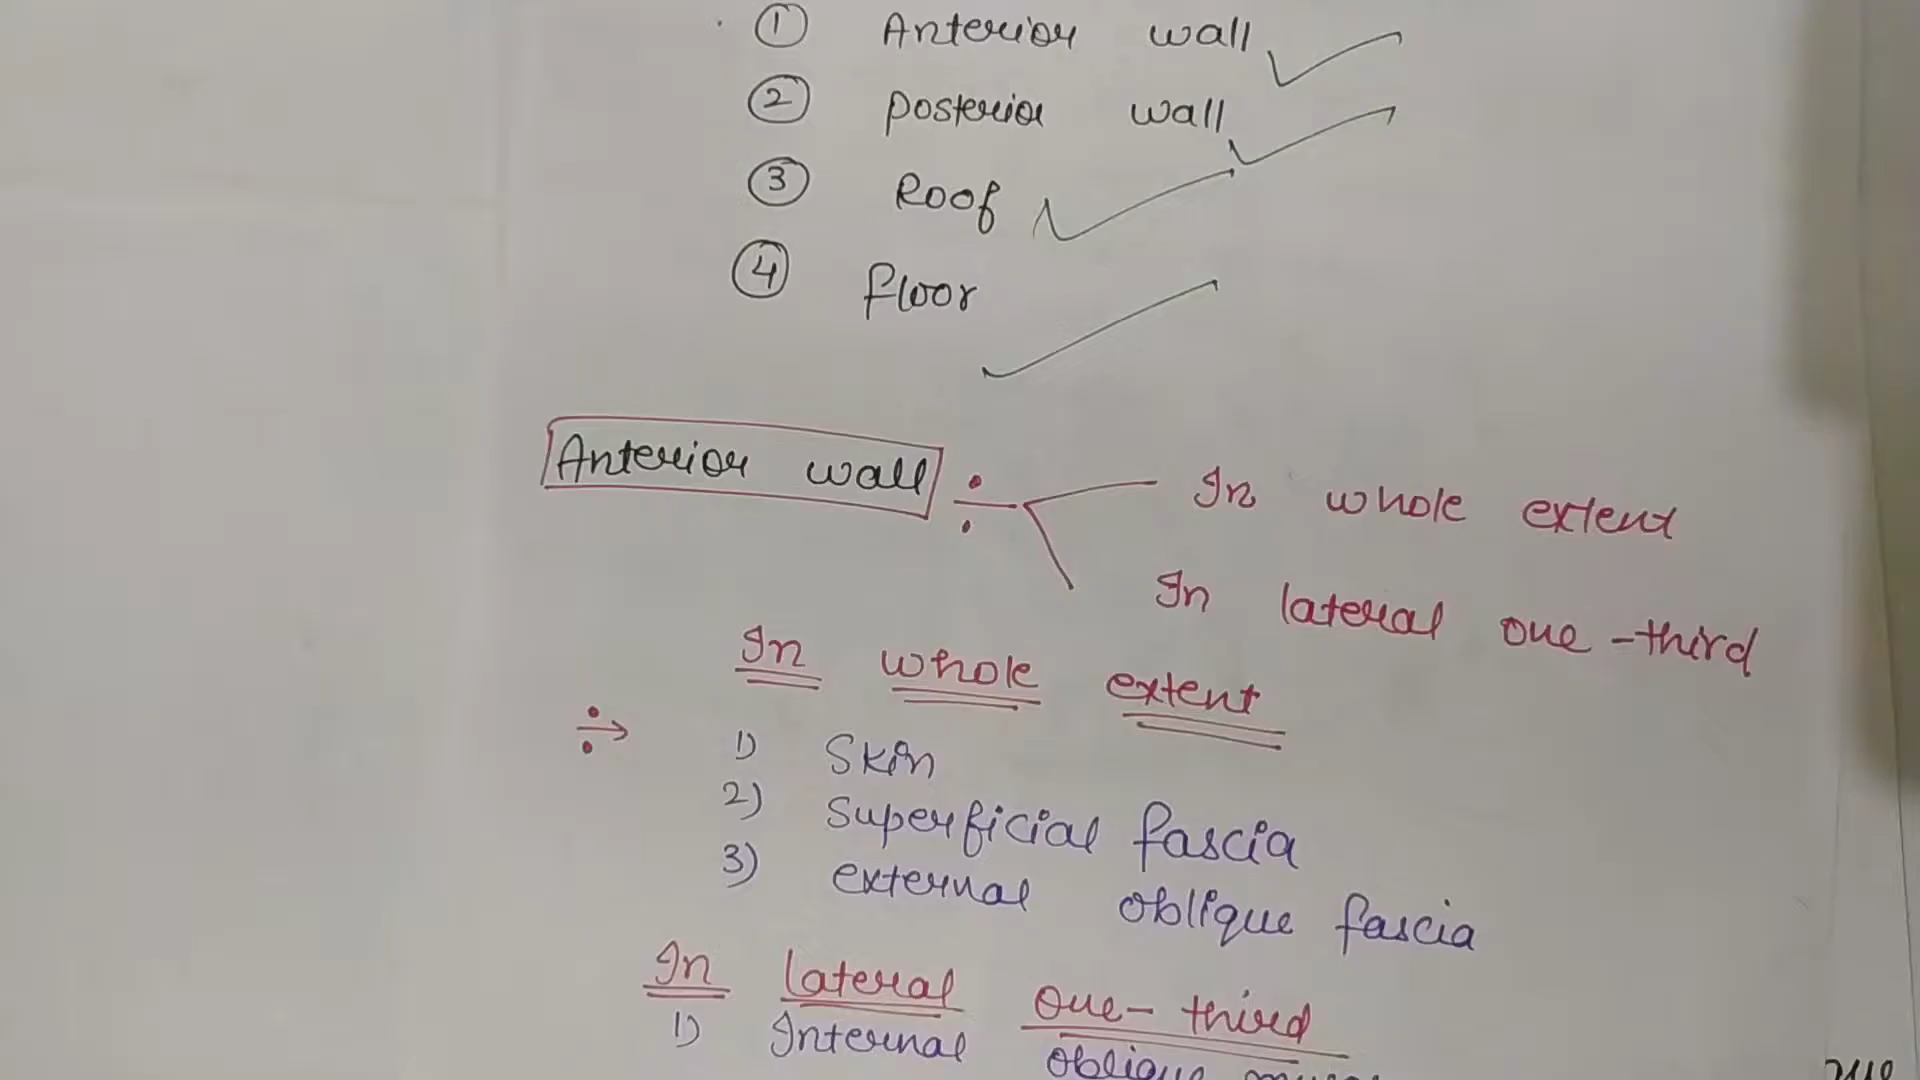 ① Anterior wall
② posterior wall
③ Roof
④ floor
Anterior wall
In whole extent
In lateral one-third
In whole extent
1) Skin
2) Superficial fascia
3) external oblique fascia
In lateral one-third
1) Internal oblique